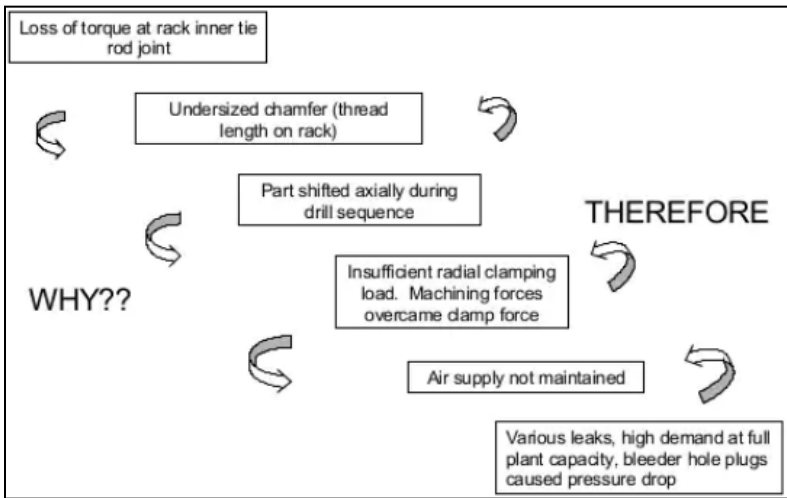 Loss of torque at rack inner tie
rod joint
Undersized chamfer (thread
length on rack)
Part shifted axially during
drill sequence
THEREFORE
Insufficient radial clamping
load. Machining forces
overcame clamp force
WHY??
Air supply not maintained
Various leaks, high demand at full
plant capacity, bleeder hole plugs
caused pressure drop